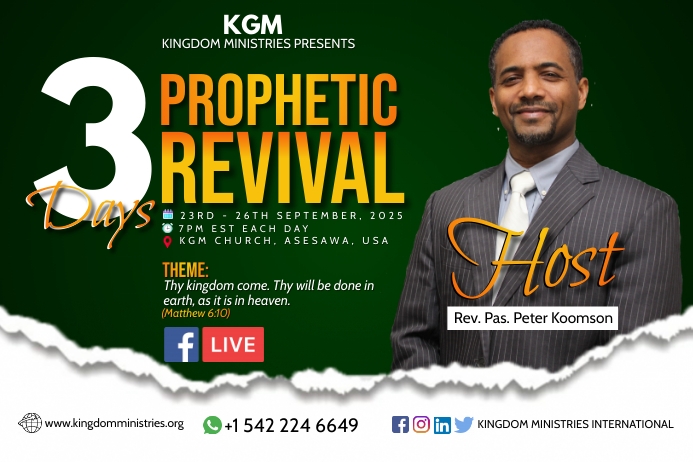 KGM
KINGDOM MINISTRIES PRESENTS
3
Days
PROPHETIC
REVIVAL
23RD - 26TH SEPTEMBER, 2025
7PM EST EACH DAY
KGM CHURCH, ASESAWA, USA
THEME:
Thy kingdom come. Thy will be done in
earth, as it is in heaven.
(Matthew 6:10)
f LIVE
Host
Rev. Pas. Peter Koomson
www.kingdomministries.org
+1 542 224 6649
f in KINGDOM MINISTRIES INTERNATIONAL